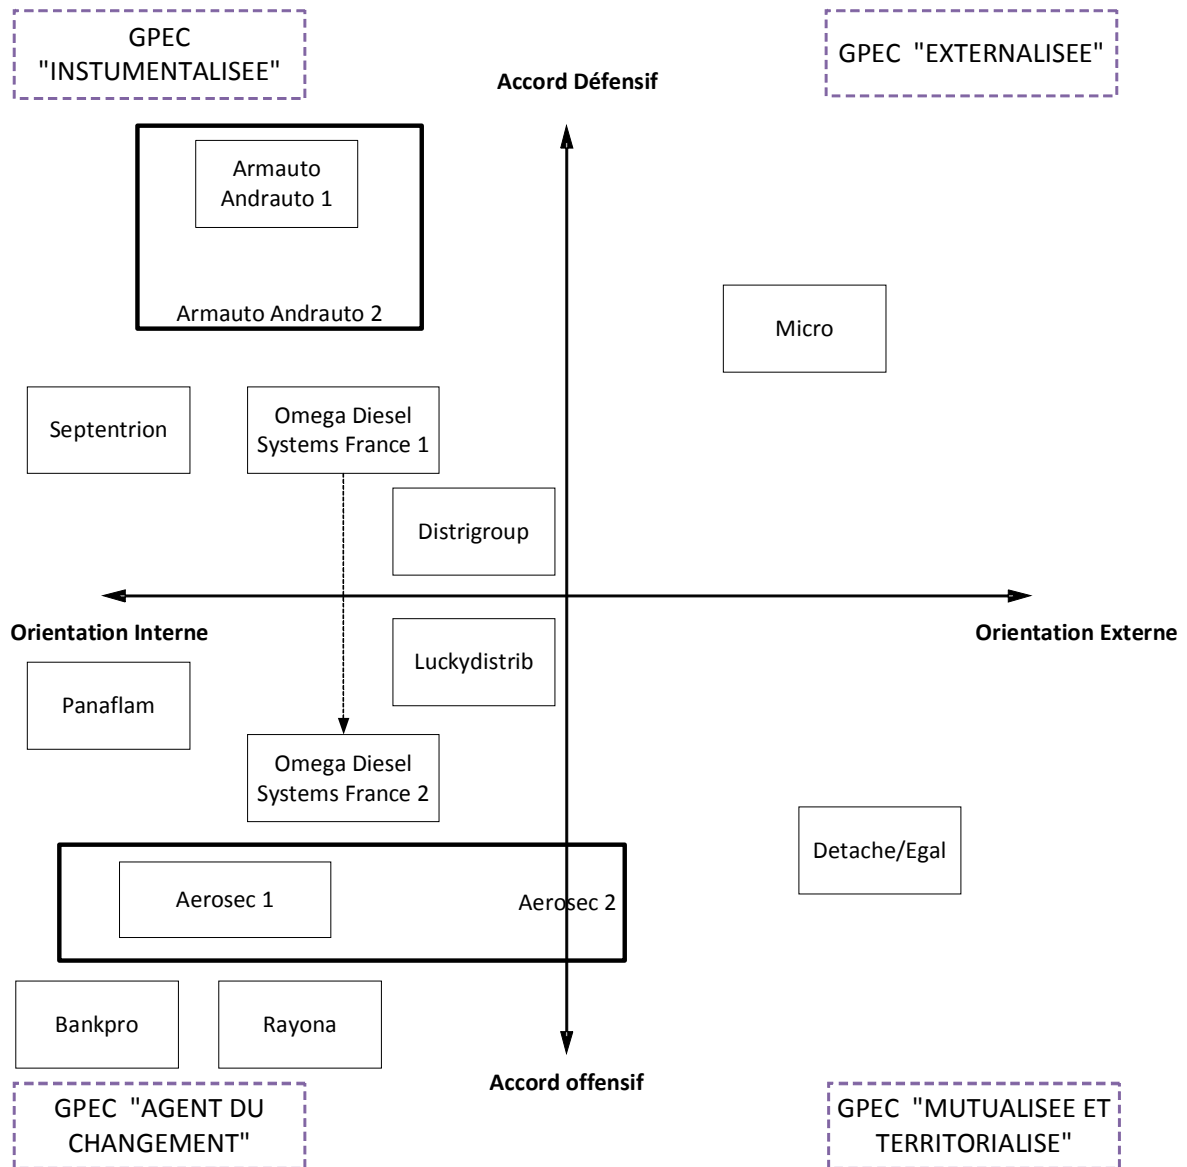 GPEC
"INSTUMENTALISEE"
GPEC "EXTERNALISEE"
Accord Défensif
Armauto
Andrauto 1
Armauto Andrauto 2
Micro
Septentrion
Omega Diesel
Systems France 1
Distrigroup
Orientation Interne
Orientation Externe
Luckydistrib
Panaflam
Omega Diesel
Systems France 2
Detache/Egal
Aerosec 1
Aerosec 2
Bankpro
Rayona
Accord offensif
GPEC "AGENT DU
CHANGEMENT"
GPEC "MUTUALISEE ET
TERRITORIALISE"